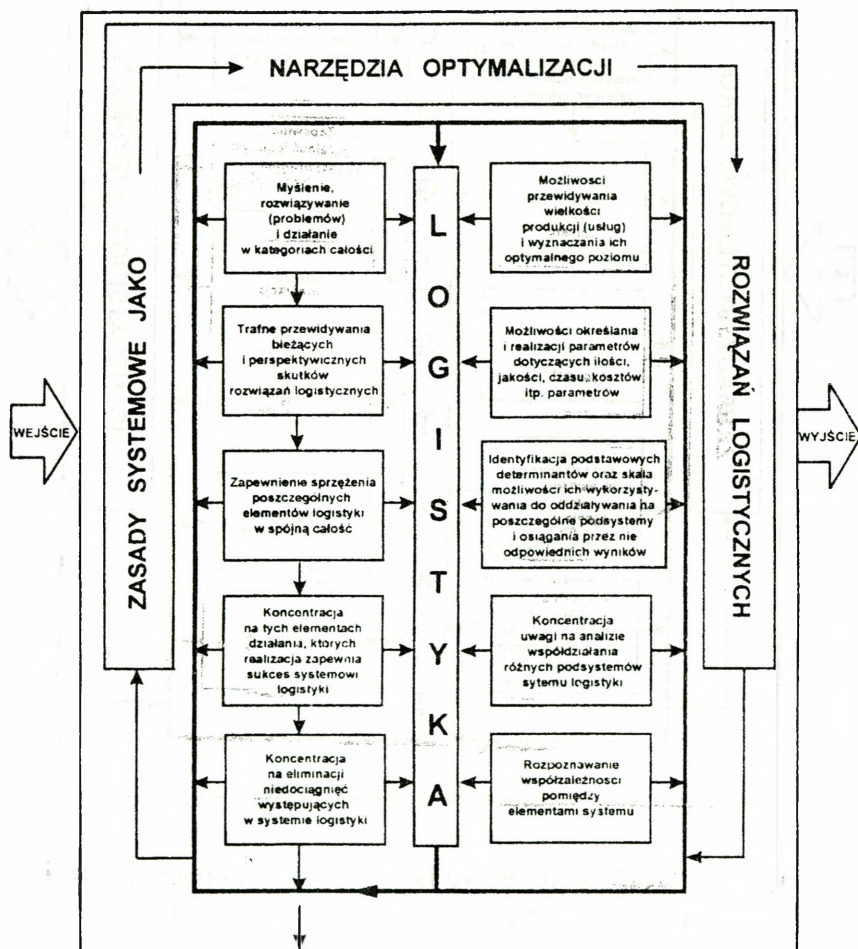 NARZĘDZIA OPTYMALIZACJI
ZASADY SYSTEMOWE JAKO
ROZWIĄZAŃ LOGISTYCZNYCH
WEJŚCIE
WYJŚCIE
LOGISTYKA
Myślenie,
rozwiązywanie
(problemów)
i działanie
w kategoriach całości
Trafne przewidywania
bieżących
i perspektywicznych
skutków
rozwiązań logistycznych
Zapewnienie sprzężenia
poszczególnych
elementów logistyki
w spójną całość
Koncentracja
na tych elementach
działania, których
realizacja zapewnia
sukces systemowi
logistyki
Koncentracja
na eliminacji
niedociągnięć
występujących
w systemie logistyki
Możliwosci
przewidywania
wielkości
produkcji (usług)
i wyznaczania ich
optymalnego poziomu
Możliwości określania
i realizacji parametrów
dotyczących ilości,
jakości, czasu, kosztów
itp. parametrów
Identyfikacja podstawowych
determinantów oraz skala
możliwości ich wykorzysty-
wania do oddziaływania na
poszczególne podsystemy
i osiągania przez nie
odpowiednich wyników
Koncentracja
uwagi na analizie
współdziałania
różnych podsystemów
sytemu logistyki
Rozpoznawanie
współzależnosci
pomiędzy
elementami systemu